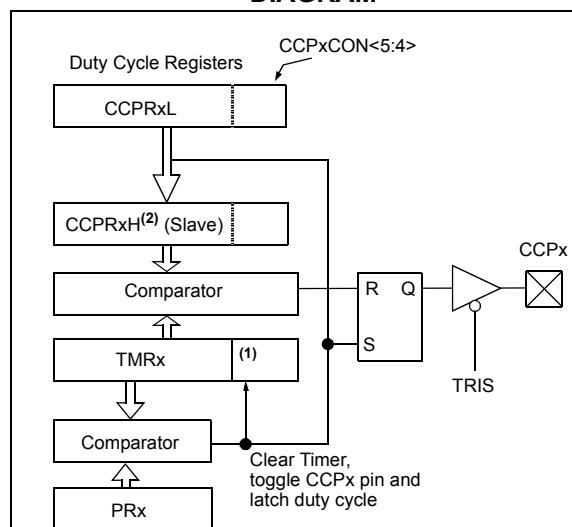 DIAGRAM
CCPxCON<5:4>
Duty Cycle Registers
CCPRxL
CCPRxH(2) (Slave)
CCPx
Comparator
R Q
TMRx (1)
S
TRIS
Comparator
Clear Timer,
toggle CCPx pin and
latch duty cycle
PRx